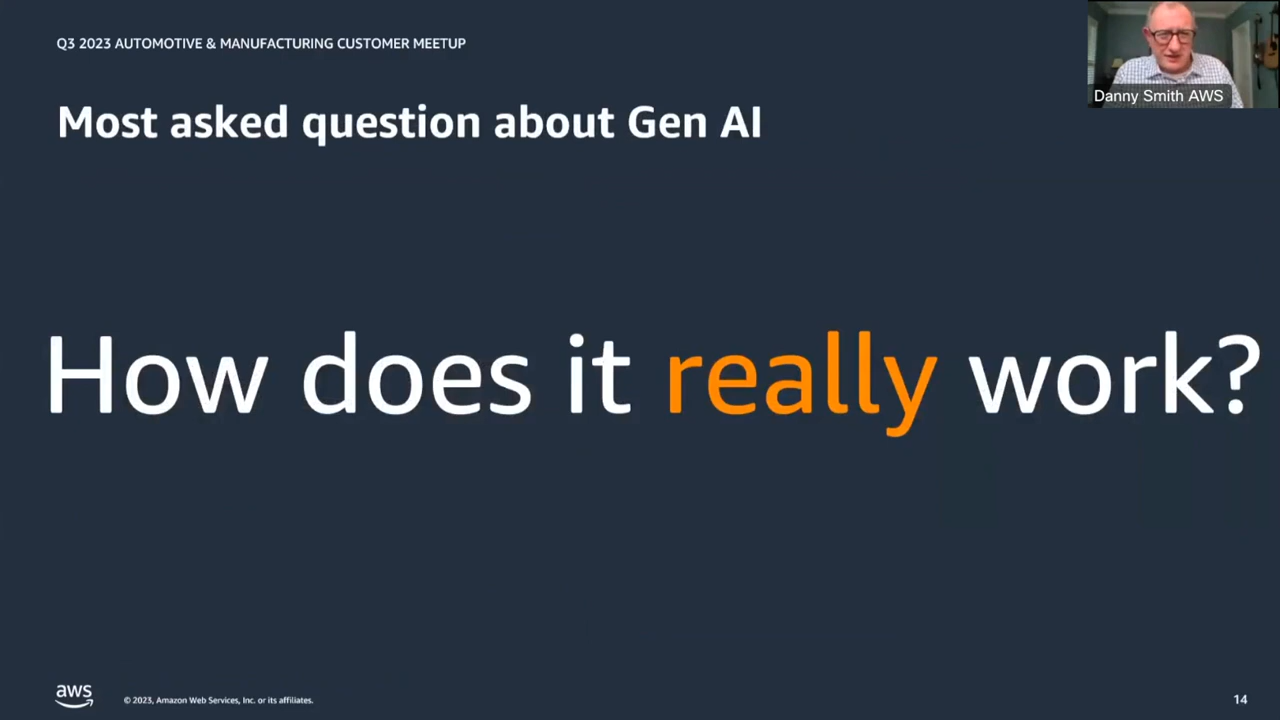 Q3 2023 AUTOMOTIVE & MANUFACTURING CUSTOMER MEETUP
Danny Smith AWS
Most asked question about Gen AI
How does it really work?
aws
© 2023, Amazon Web Services, Inc. or its affiliates.
14